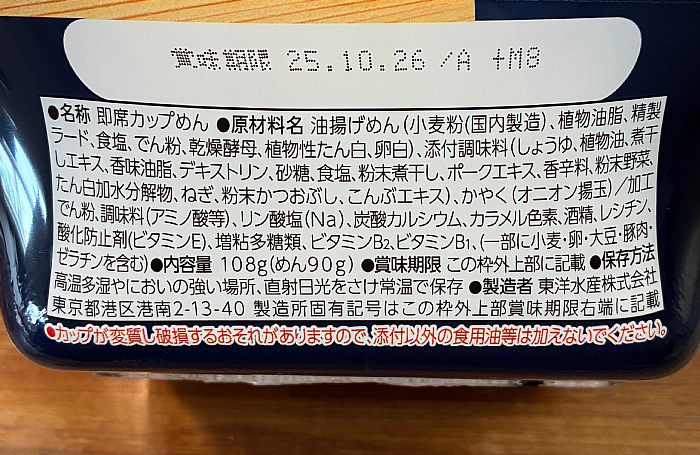 賞味期限 25.10.26 /A +M8
●名称 即席カップめん ●原材料名 油揚げめん(小麦粉(国内製造)、植物油脂、精製
ラード、食塩、でん粉、乾燥酵母、植物性たん白、卵白)、添付調味料(しょうゆ、植物油、煮干
しエキス、香味油脂、デキストリン、砂糖、食塩、粉末煮干し、ポークエキス、香辛料、粉末野菜、
たん白加水分解物、ねぎ、粉末かつおぶし、こんぶエキス)、かやく(オニオン揚玉)／加工
でん粉、調味料(アミノ酸等)、リン酸塩(Na)、炭酸カルシウム、カラメル色素、酒精、レシチン、
酸化防止剤(ビタミンE)、増粘多糖類、ビタミンB2、ビタミンB1、(一部に小麦・卵・大豆・豚肉・
ゼラチンを含む) ●内容量 108g(めん90g) ●賞味期限 この枠外上部に記載 ●保存方法
高温多湿やにおいの強い場所、直射日光をさけ常温で保存 ●製造者 東洋水産株式会社
東京都港区港南2-13-40 製造所固有記号はこの枠外上部賞味期限右端に記載
●カップが変質し破損するおそれがありますので、添付以外の食用油等は加えないでください。